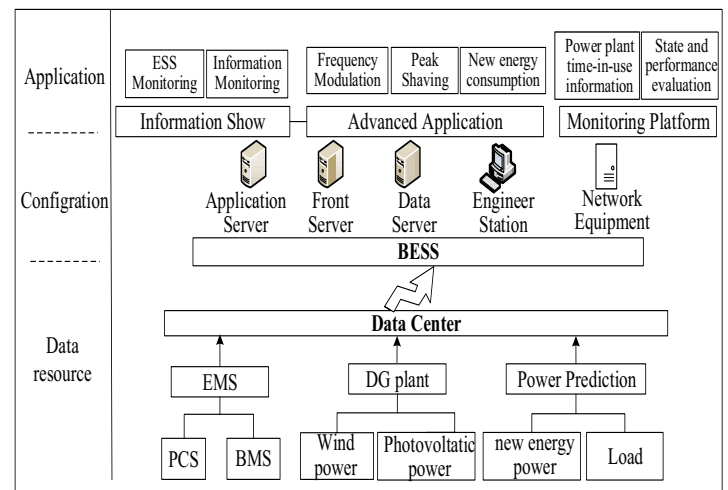 Application
ESS
Monitoring
Information
Monitoring
Frequency
Modulation
Peak
Shaving
New energy
consumption
Power plant
time-in-use
information
State and
performance
evaluation
Information Show
Advanced Application
Monitoring Platform
Configration
Application
Server
Front
Server
Data
Server
Engineer
Station
Network
Equipment
BESS
Data
resource
Data Center
EMS
DG plant
Power Prediction
PCS
BMS
Wind
power
Photovoltatic
power
new energy
power
Load